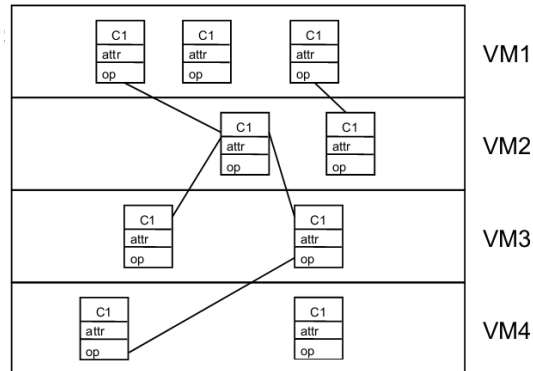 C1 C1 C1
attr attr attr
op op op
VM1
C1 C1
attr attr
op op
VM2
C1 C1
attr attr
op op
VM3
C1 C1
attr attr
op op
VM4